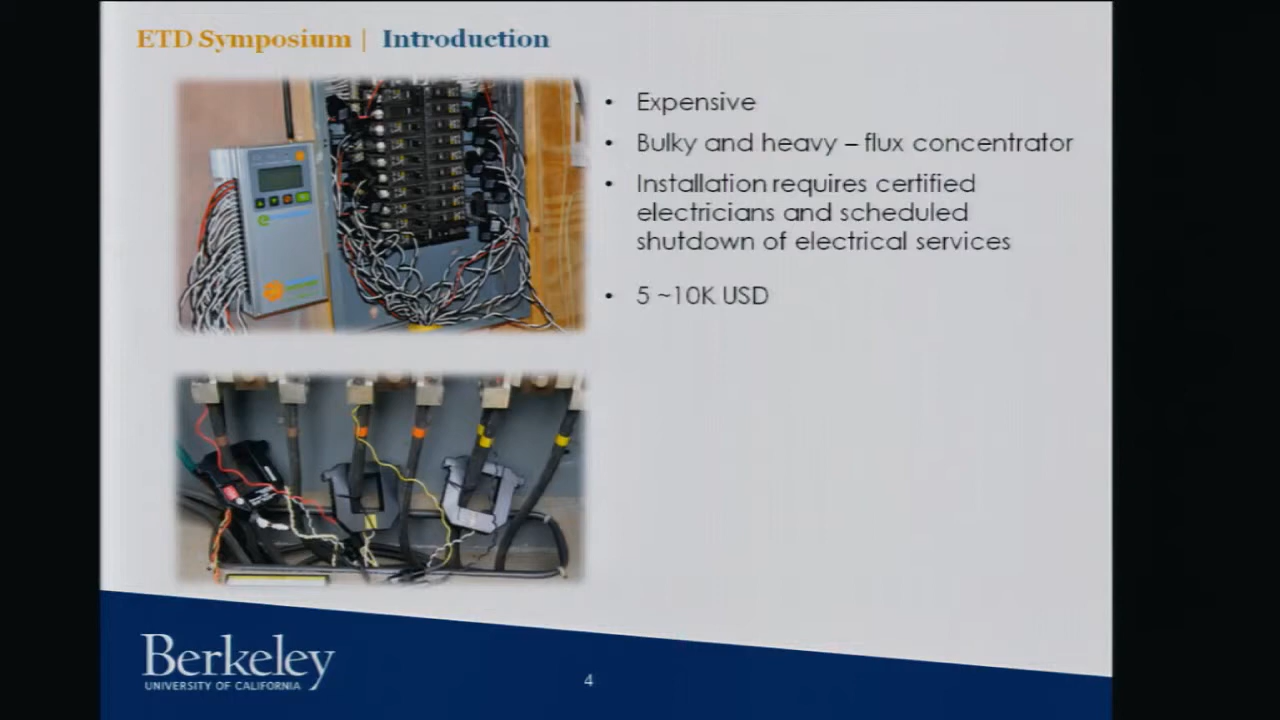 ETD Symposium | Introduction
• Expensive
• Bulky and heavy – flux concentrator
• Installation requires certified
electricians and scheduled
shutdown of electrical services
• 5 ~10K USD
Berkeley
UNIVERSITY OF CALIFORNIA
4